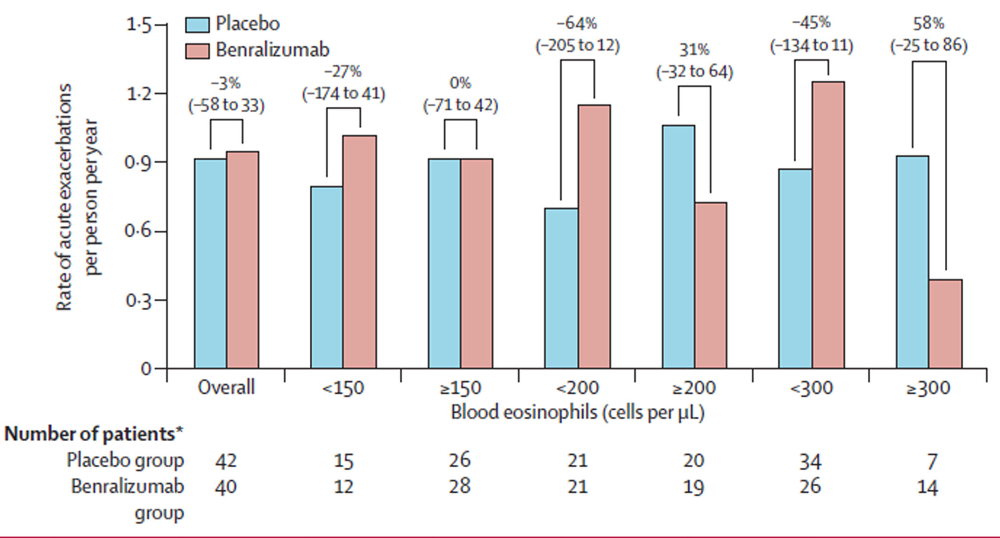 Placebo
Benralizumab
1·5
1·2
0·9
0·6
0·3
0
Rate of acute exacerbations
per person per year
–3%
(–58 to 33)
–27%
(–174 to 41)
0%
(–71 to 42)
–64%
(–205 to 12)
31%
(–32 to 64)
–45%
(–134 to 11)
58%
(–25 to 86)
Overall <150 ≥150 <200 ≥200 <300 ≥300
Blood eosinophils (cells per µL)
Number of patients*
Placebo group 42 15 26 21 20 34 7
Benralizumab 40 12 28 21 19 26 14
group